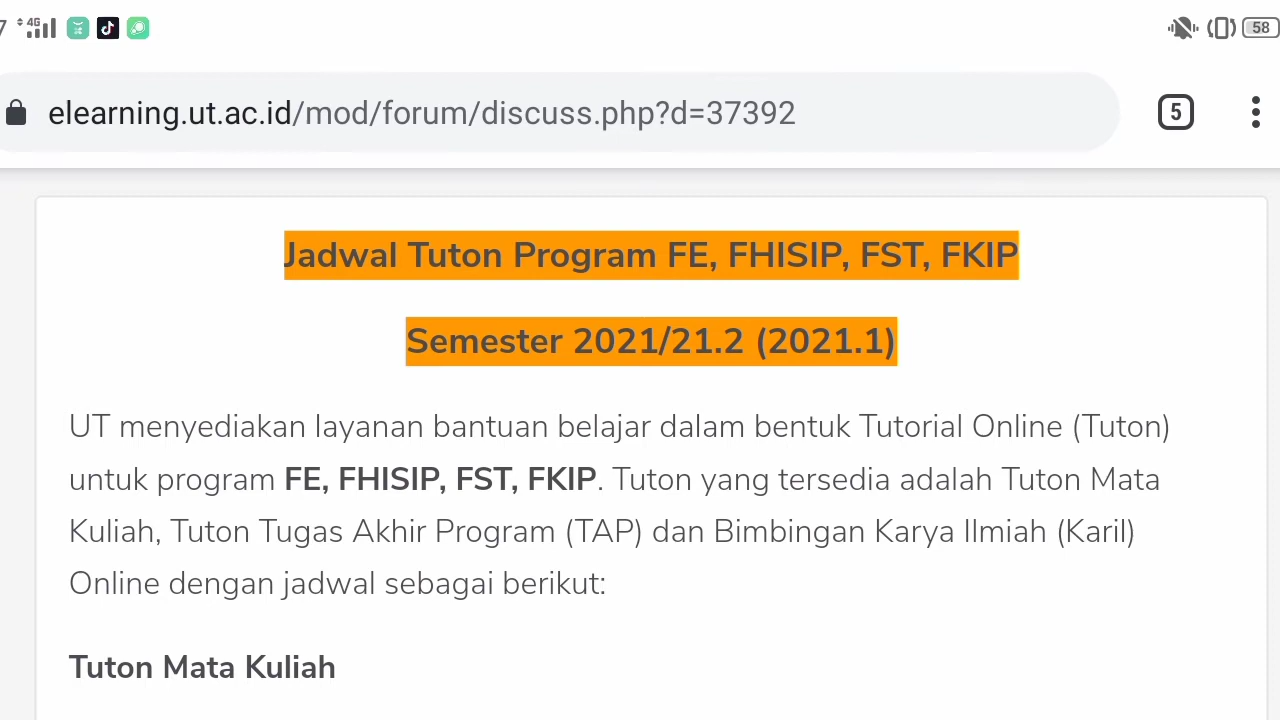 4G
58
elearning.ut.ac.id/mod/forum/discuss.php?d=37392
5
Jadwal Tuton Program FE, FHISIP, FST, FKIP
Semester 2021/21.2 (2021.1)
UT menyediakan layanan bantuan belajar dalam bentuk Tutorial Online (Tuton)
untuk program FE, FHISIP, FST, FKIP. Tuton yang tersedia adalah Tuton Mata
Kuliah, Tuton Tugas Akhir Program (TAP) dan Bimbingan Karya Ilmiah (Karil)
Online dengan jadwal sebagai berikut:
Tuton Mata Kuliah